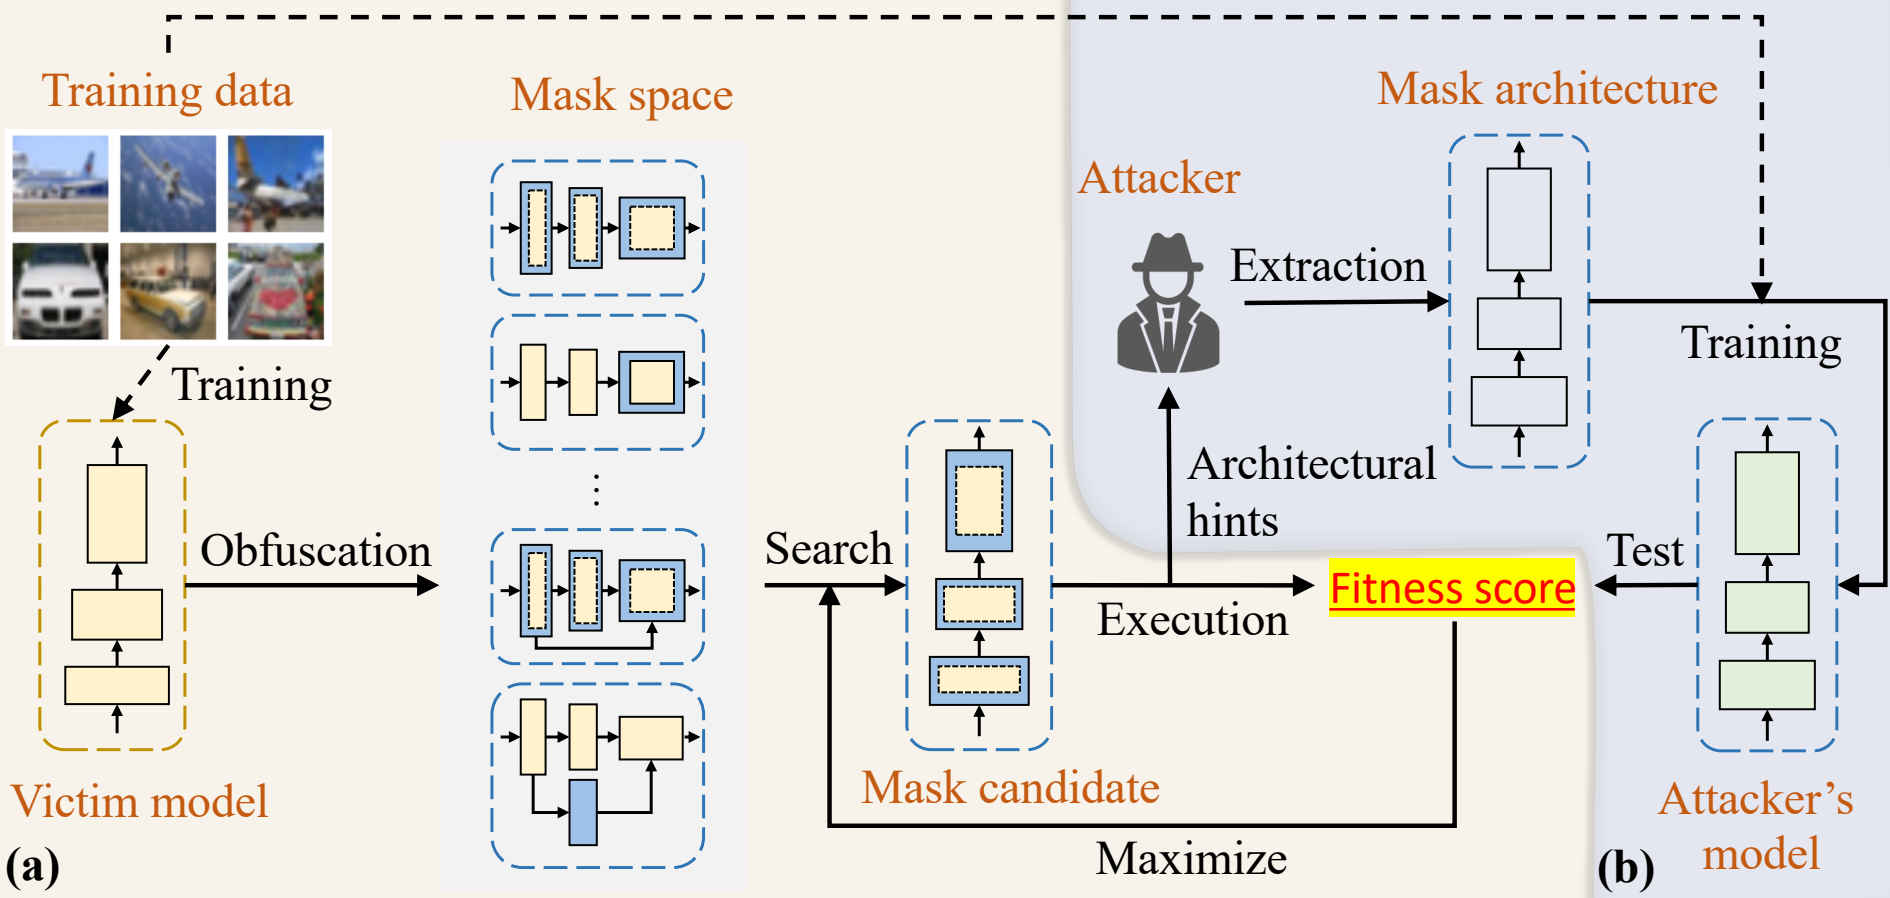 Training data
Mask space
Mask architecture
Attacker
Extraction
Training
Training
Architectural
hints
Obfuscation
Search
Test
Fitness score
Execution
Victim model
Mask candidate
Attacker’s
model
Maximize
(a)
(b)